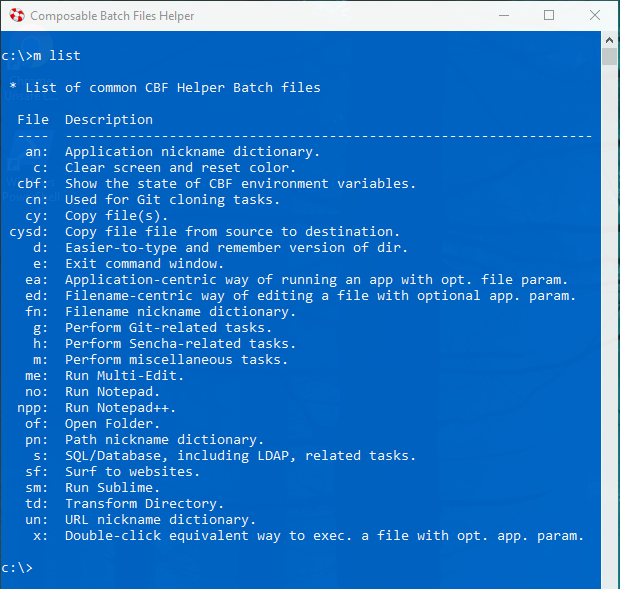 Composable Batch Files Helper
c:\>m list
* List of common CBF Helper Batch files
File  Description
----  ------------------------------------------------------------------
an:  Application nickname dictionary.
c:  Clear screen and reset color.
cbf:  Show the state of CBF environment variables.
cn:  Used for Git cloning tasks.
cy:  Copy file(s).
cysd:  Copy file file from source to destination.
d:  Easier-to-type and remember version of dir.
e:  Exit command window.
ea:  Application-centric way of running an app with opt. file param.
ed:  Filename-centric way of editing a file with optional app. param.
fn:  Filename nickname dictionary.
g:  Perform Git-related tasks.
h:  Perform Sencha-related tasks.
m:  Perform miscellaneous tasks.
me:  Run Multi-Edit.
no:  Run Notepad.
npp:  Run Notepad++.
of:  Open Folder.
pn:  Path nickname dictionary.
s:  SQL/Database, including LDAP, related tasks.
sf:  Surf to websites.
sm:  Run Sublime.
td:  Transform Directory.
un:  URL nickname dictionary.
x:  Double-click equivalent way to exec. a file with opt. app. param.
c:\>